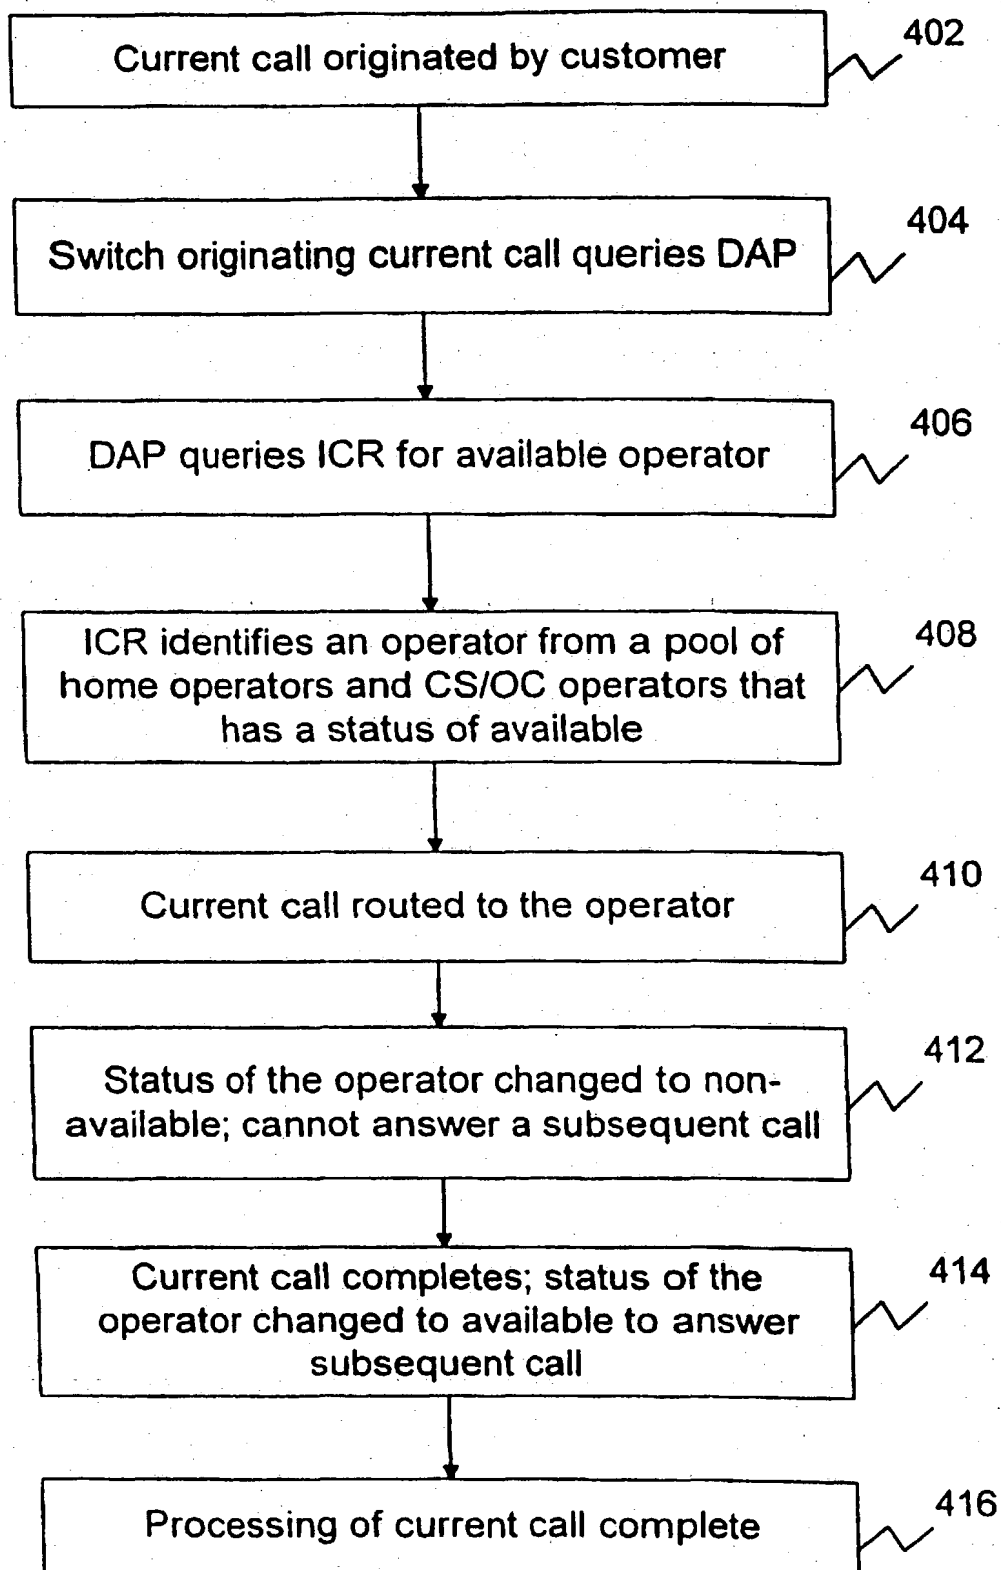 Current call originated by customer
402
Switch originating current call queries DAP
404
DAP queries ICR for available operator
406
ICR identifies an operator from a pool of
home operators and CS/OC operators that
has a status of available
408
Current call routed to the operator
410
Status of the operator changed to non-
available; cannot answer a subsequent call
412
Current call completes; status of the
operator changed to available to answer
subsequent call
414
Processing of current call complete
416